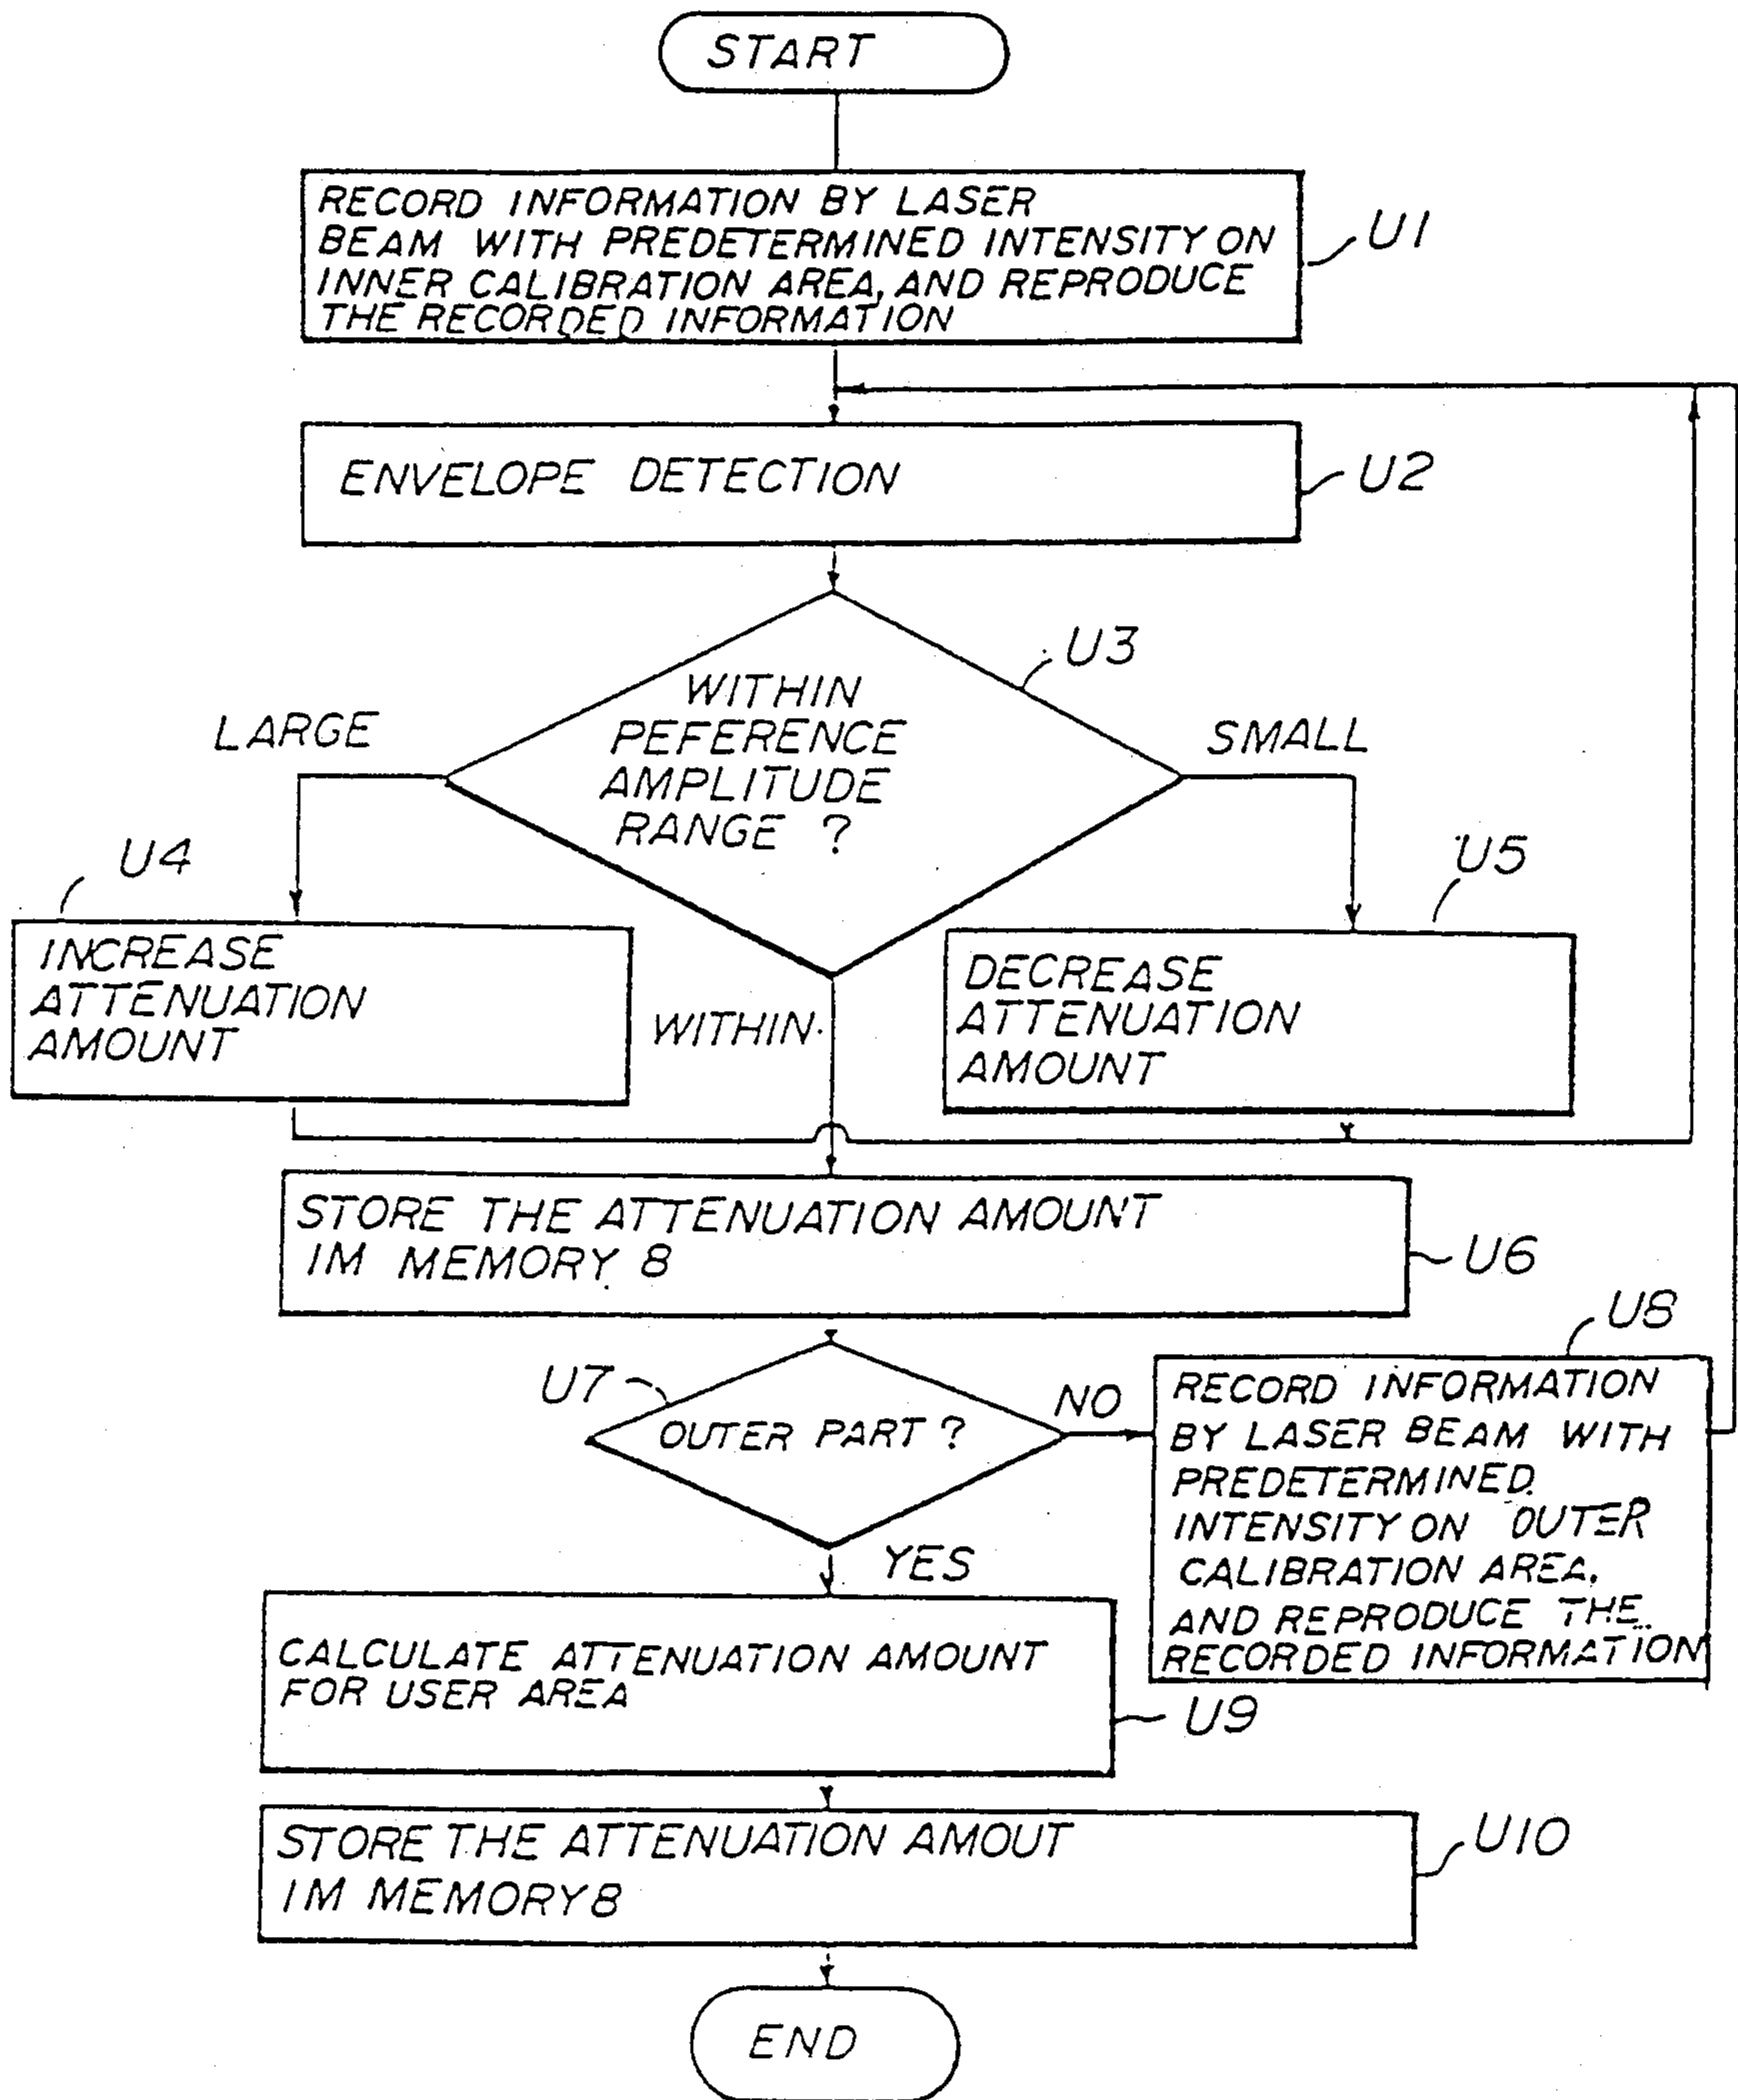 START
RECORD INFORMATION BY LASER
BEAM WITH PREDETERMINED INTENSITY ON
INNER CALIBRATION AREA, AND REPRODUCE
THE RECORDED INFORMATION
U1
ENVELOPE DETECTION
U2
WITHIN
PEFERENCE
AMPLITUDE
RANGE ?
U3
LARGE
SMALL
U4
INCREASE
ATTENUATION
AMOUNT
WITHIN
U5
DECREASE
ATTENUATION
AMOUNT
STORE THE ATTENUATION AMOUNT
IM MEMORY 8
U6
U7
OUTER PART ?
NO
YES
U8
RECORD INFORMATION
BY LASER BEAM WITH
PREDETERMINED
INTENSITY ON OUTER
CALIBRATION AREA.
AND REPRODUCE THE
RECORDED INFORMATION
CALCULATE ATTENUATION AMOUNT
FOR USER AREA
U9
STORE THE ATTENUATION AMOUT
IM MEMORY 8
U10
END